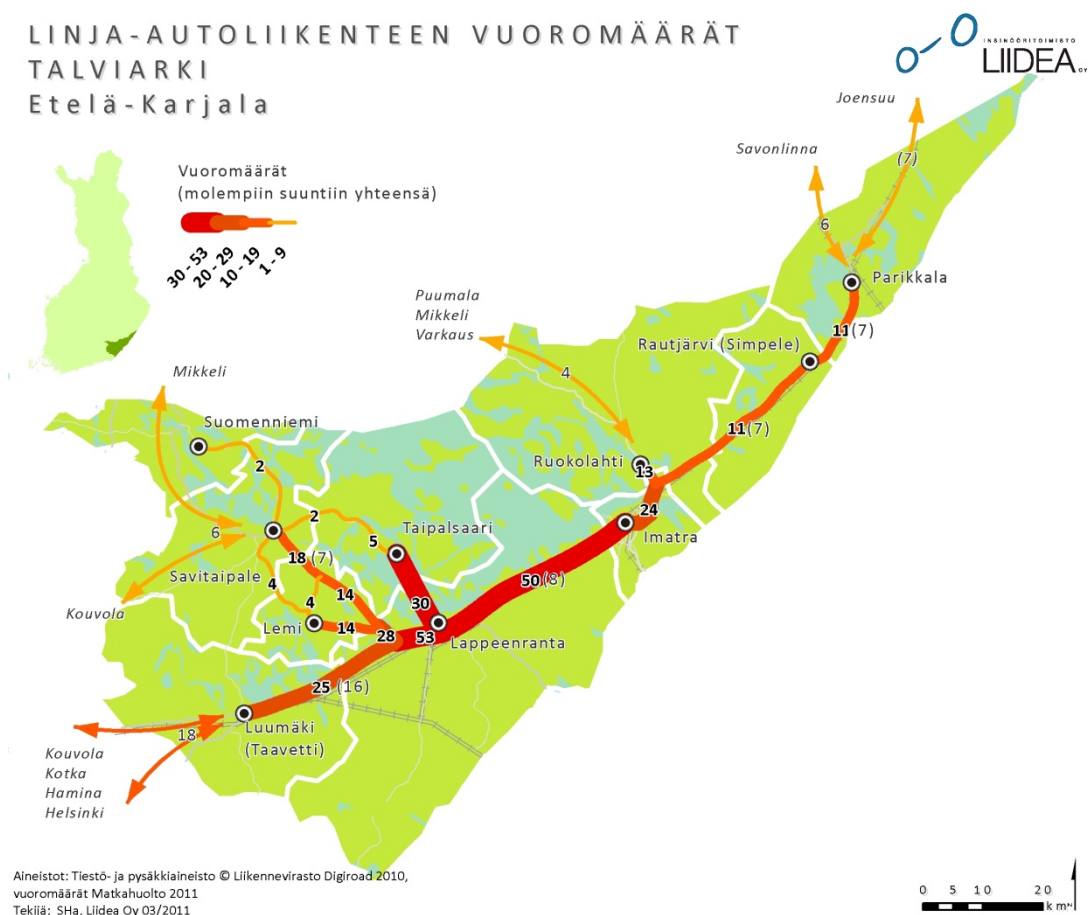 LINJA-AUTOLIIKENTEEN VUOROMÄÄRÄT
TALVIARKI
Etelä-Karjala
INSINÖÖRITOIMISTO
LIIDEA OY
Vuoromäärät
(molempiin suuntiin yhteensä)
30 - 53
20 - 29
10 - 19
1 - 9
Joensuu
(7)
Savonlinna
6
Parikkala
11(7)
Rautjärvi (Simpele)
11(7)
Puumala
Mikkeli
Varkaus
4
Ruokolahti
13
24
Imatra
Mikkeli
Suomenniemi
2
2
Taipalsaari
5
6
18 (7)
Savitaipale
4
14
4
30
50(8)
Kouvola
Lemi
14
28
53
Lappeenranta
25(16)
18
Luumäki
(Taavetti)
Kouvola
Kotka
Hamina
Helsinki
Aineistot: Tiestö- ja pysäkkiaineisto © Liikennevirasto Digiroad 2010,
vuoromäärät Matkahuolto 2011
Tekijä: SHa, Liidea Oy 03/2011
0 5 10 20
km
N